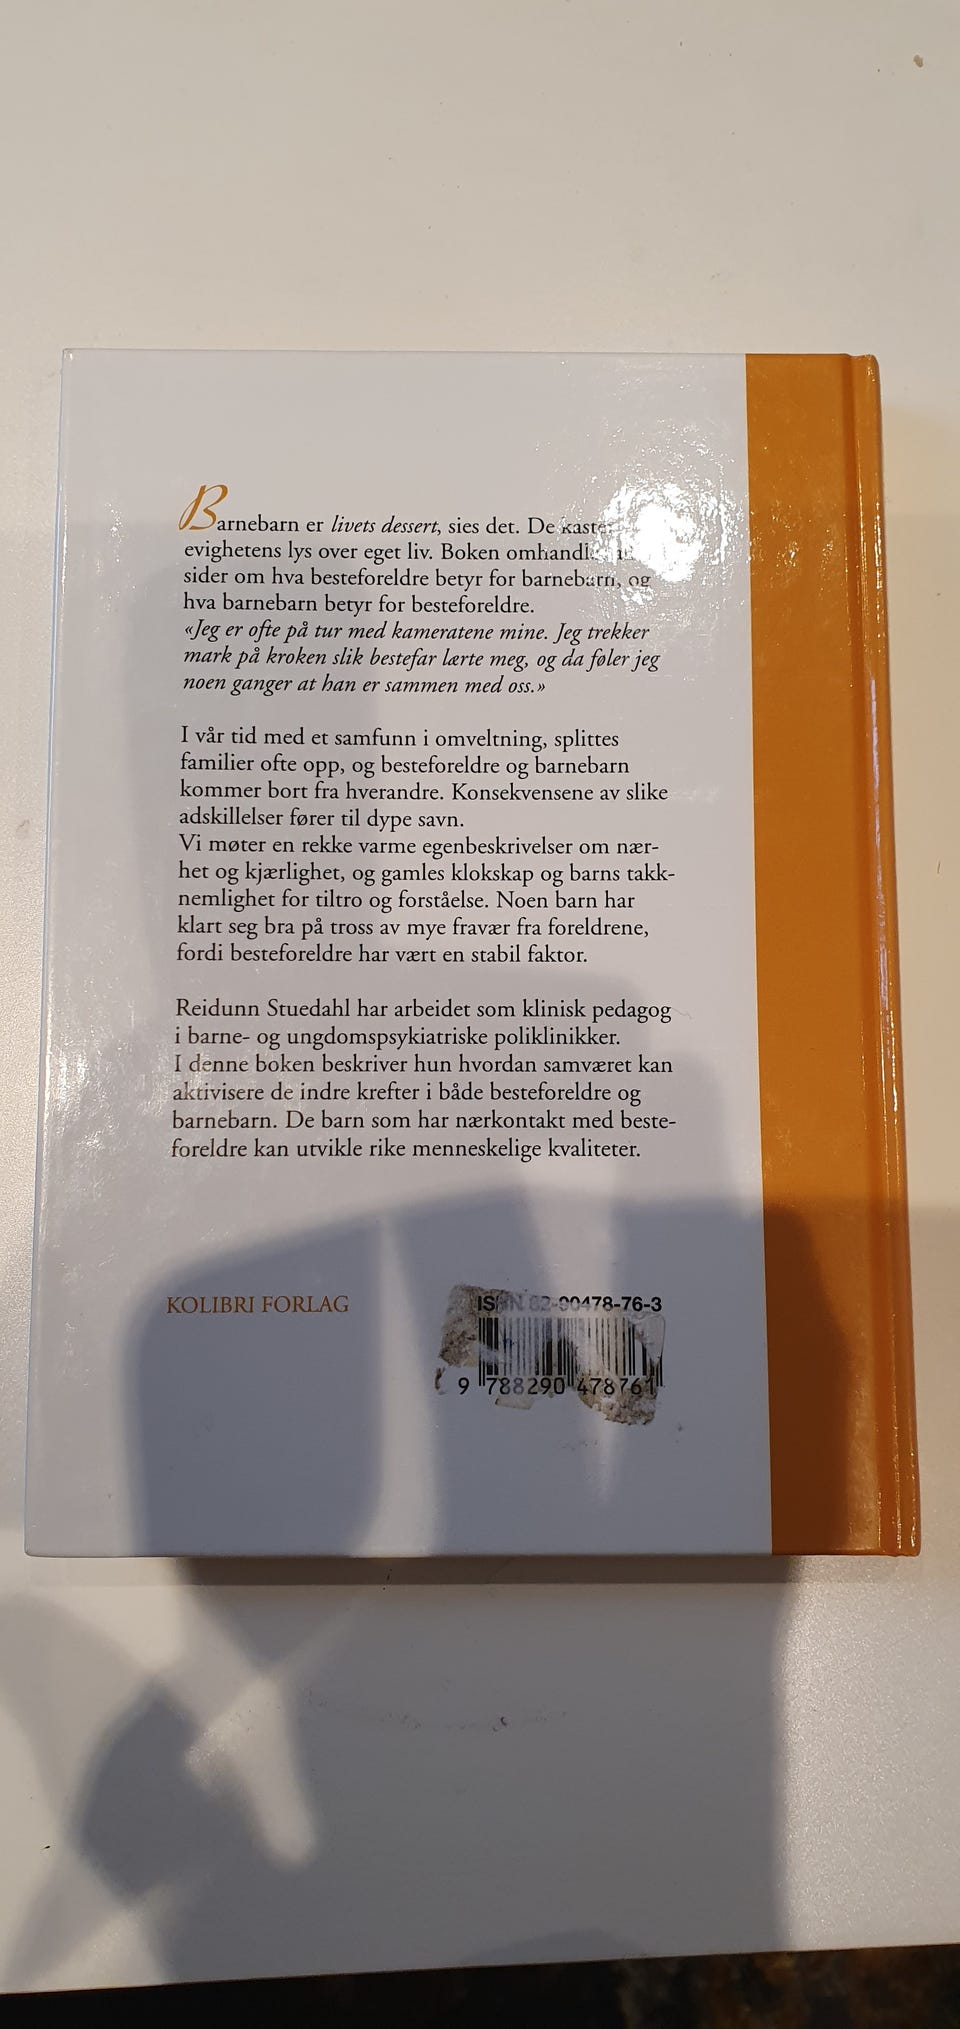 Barnebarn er livets dessert, sies det. De
evighetens lys over eget liv. Boken
sider om hva besteforeldre betyr for barnebarn, og
hva barnebarn betyr for besteforeldre.
«Jeg er ofte på tur med kameratene mine. Jeg trekker
mark på kroken slik bestefar lærte meg, og da føler jeg
noen ganger at han er sammen med oss.»
I vår tid med et samfunn i omveltning, splittes
familier ofte opp, og besteforeldre og barnebarn
kommer bort fra hverandre. Konsekvensene av slike
adskillelser fører til dype savn.
Vi møter en rekke varme egenbeskrivelser om nær-
het og kjærlighet, og gamles klokskap og barns takk-
nemlighet for tiltro og forståelse. Noen barn har
klart seg bra på tross av mye fravær fra foreldrene,
fordi besteforeldre har vært en stabil faktor.
Reidunn Stuedahl har arbeidet som klinisk pedagog
i barne- og ungdomspsykiatriske poliklinikker.
I denne boken beskriver hun hvordan samværet kan
aktivisere de indre krefter i både besteforeldre og
barnebarn. De barn som har nærkontakt med beste-
foreldre kan utvikle rike menneskelige kvaliteter.
KOLIBRI FORLAG
ISBN 82-90478-76-3
9 788290 478761